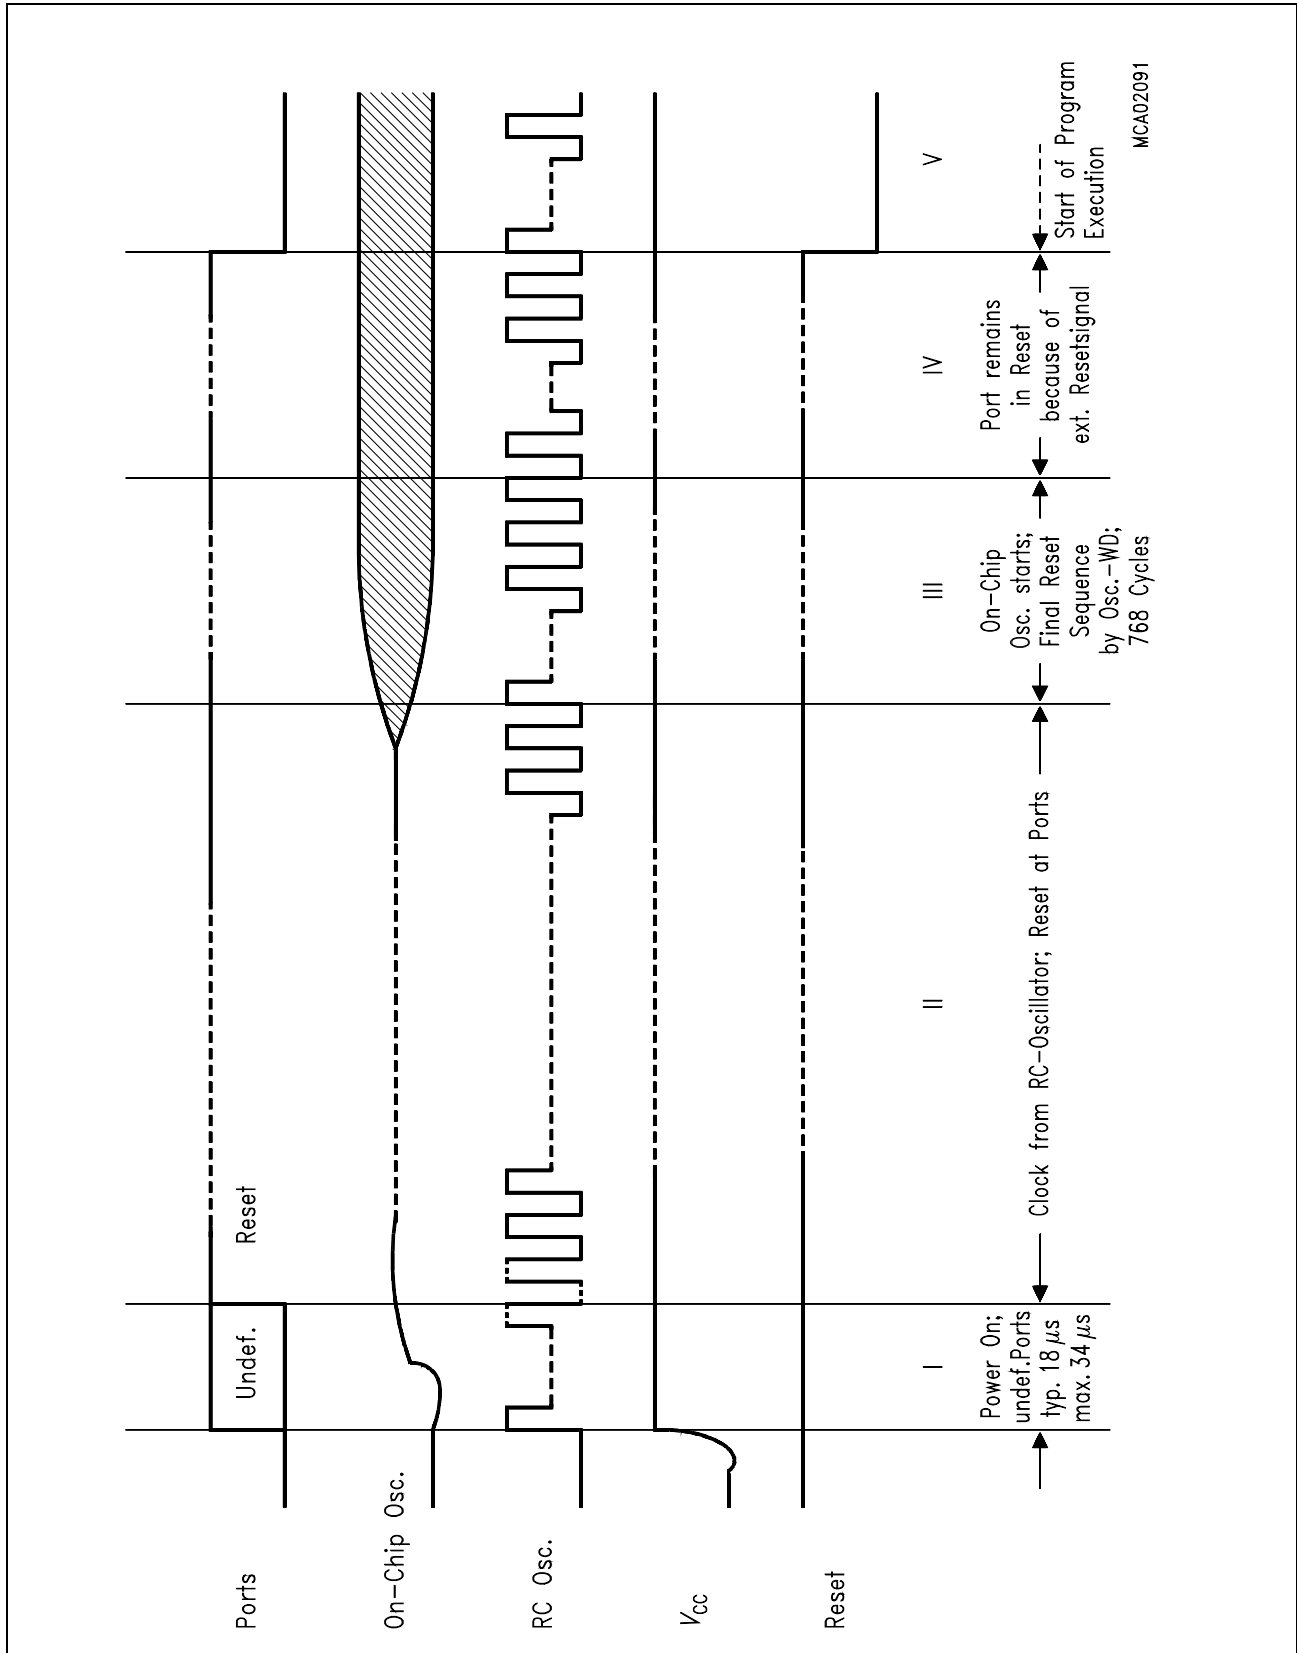 Ports
Undef.
Reset
On-Chip Osc.
RC Osc.
VCC
Reset
I
II
III
IV
V
Power On;
undef.Ports
typ. 18 μs
max. 34 μs
Clock from RC-Oscillator; Reset at Ports
On-Chip
Osc. starts;
Final Reset
Sequence
by Osc.-WD;
768 Cycles
Port remains
in Reset
because of
ext. Resetsignal
Start of Program
Execution
MCA02091